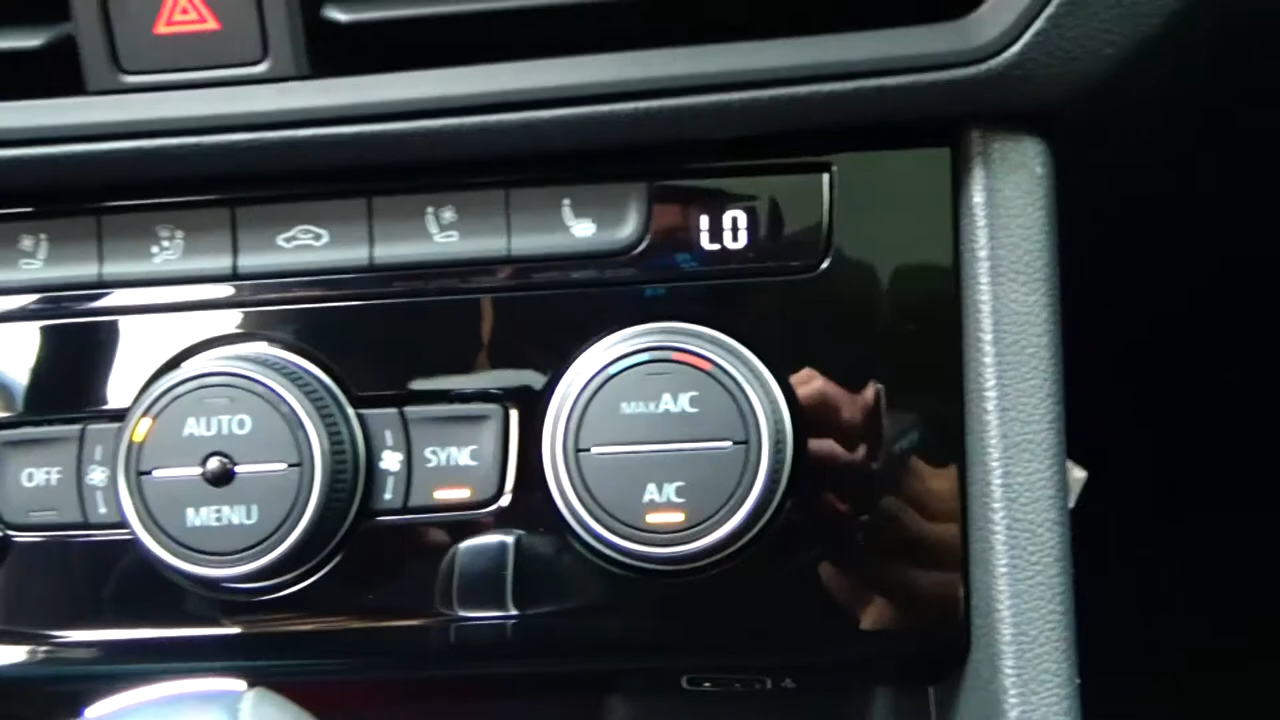 LO
AUTO
MAX A/C
OFF
SYNC
MENU
A/C